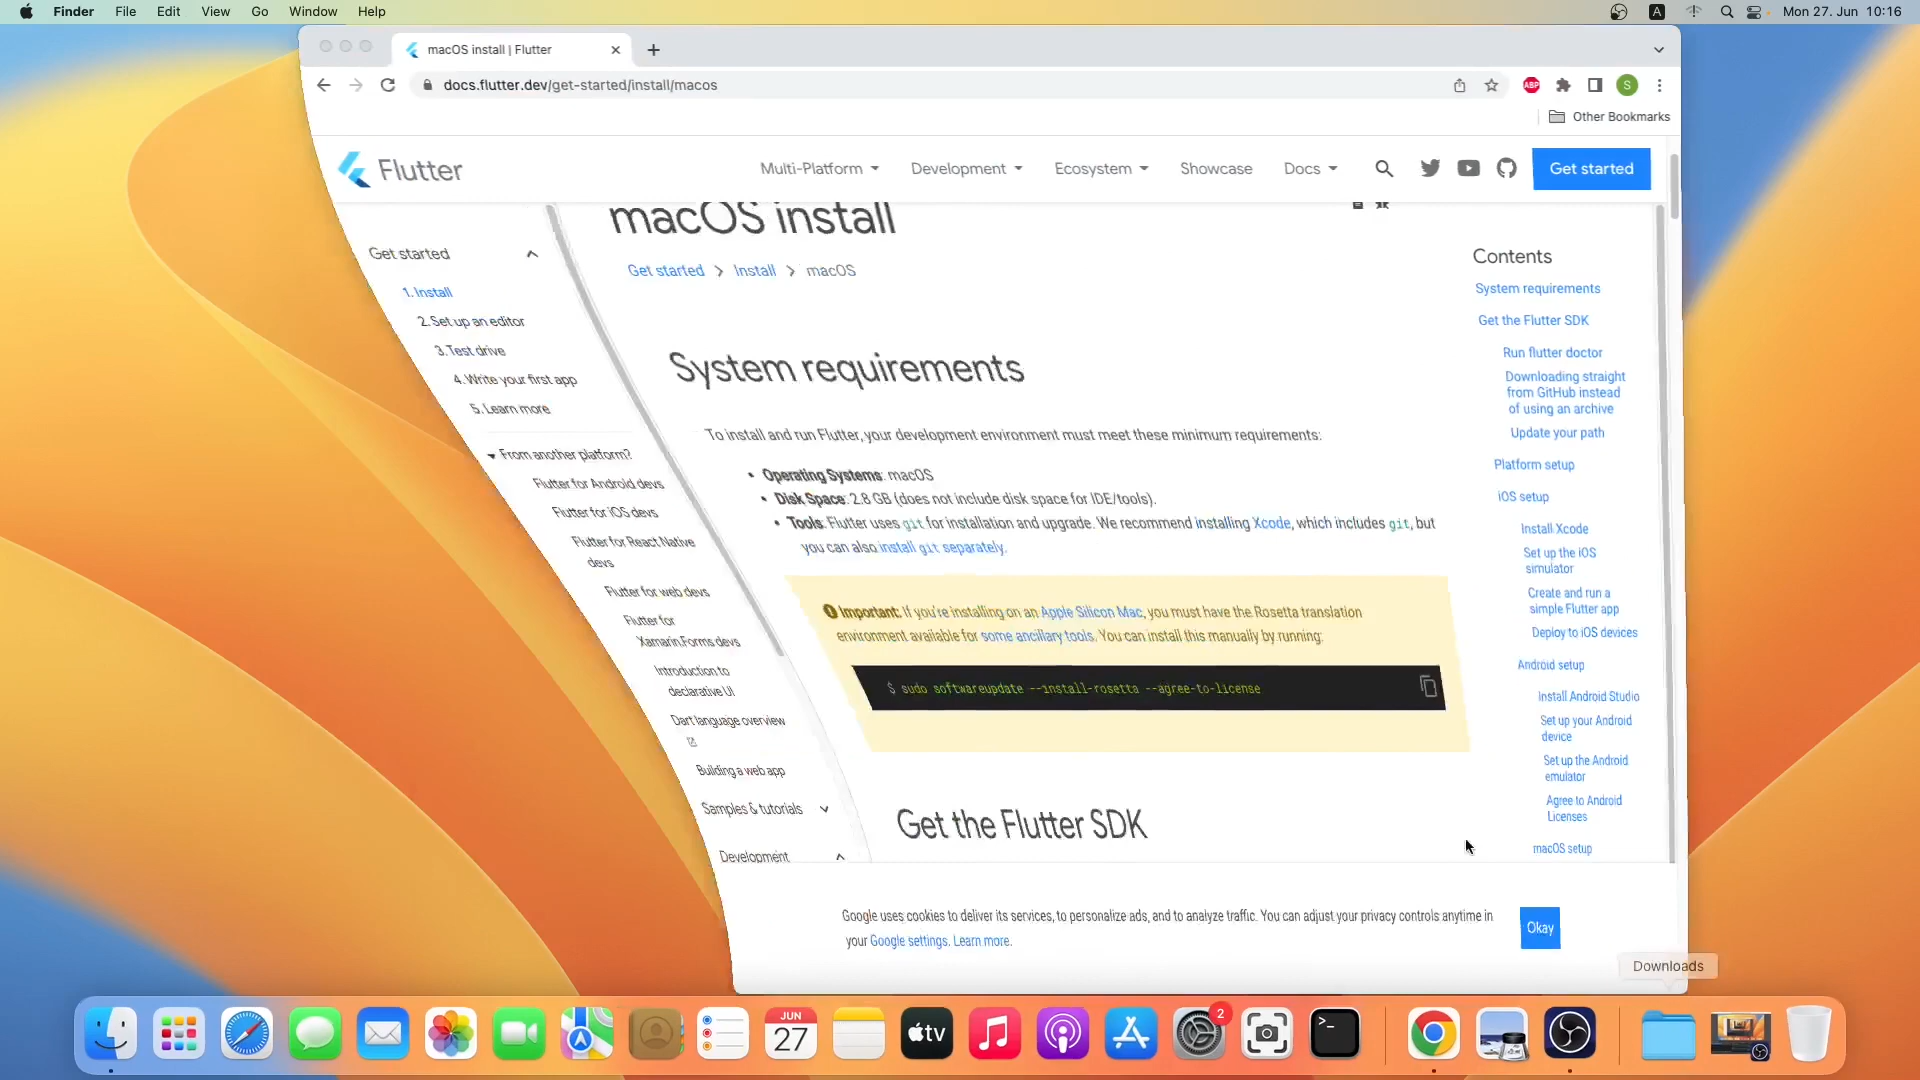 Finder File Edit View Go Window Help
A Mon 27. Jun 10:16
macOS install | Flutter
docs.flutter.dev/get-started/install/macos
ABP S
Other Bookmarks
Flutter
Multi-Platform Development Ecosystem Showcase Docs Get started
Get started
1. Install
2. Set up an editor
3. Test drive
4. Write your first app
5. Learn more
From another platform?
Flutter for Android devs
Flutter for iOS devs
Flutter for React Native
devs
Flutter for web devs
Flutter for
Xamarin.Forms devs
Introduction to
declarative UI
Dart language overview
Building a web app
Samples & tutorials
Development
macOS install
Get started > Install > macOS
System requirements
To install and run Flutter, your development environment must meet these minimum requirements:
• Operating Systems: macOS
• Disk Space: 2.8 GB (does not include disk space for IDE/tools).
• Tools: Flutter uses git for installation and upgrade. We recommend installing Xcode, which includes git, but
you can also install git separately.
Important: If you're installing on an Apple Silicon Mac, you must have the Rosetta translation
environment available for some ancillary tools. You can install this manually by running:
$ sudo softwareupdate --install-rosetta --agree-to-license
Get the Flutter SDK
Contents
System requirements
Get the Flutter SDK
Run flutter doctor
Downloading straight
from GitHub instead
of using an archive
Update your path
Platform setup
iOS setup
Install Xcode
Set up the iOS
simulator
Create and run a
simple Flutter app
Deploy to iOS devices
Android setup
Install Android Studio
Set up your Android
device
Set up the Android
emulator
Agree to Android
Licenses
macOS setup
Google uses cookies to deliver its services, to personalize ads, and to analyze traffic. You can adjust your privacy controls anytime in
your Google settings. Learn more.
Okay
Downloads
JUN
27
tv
2
>_